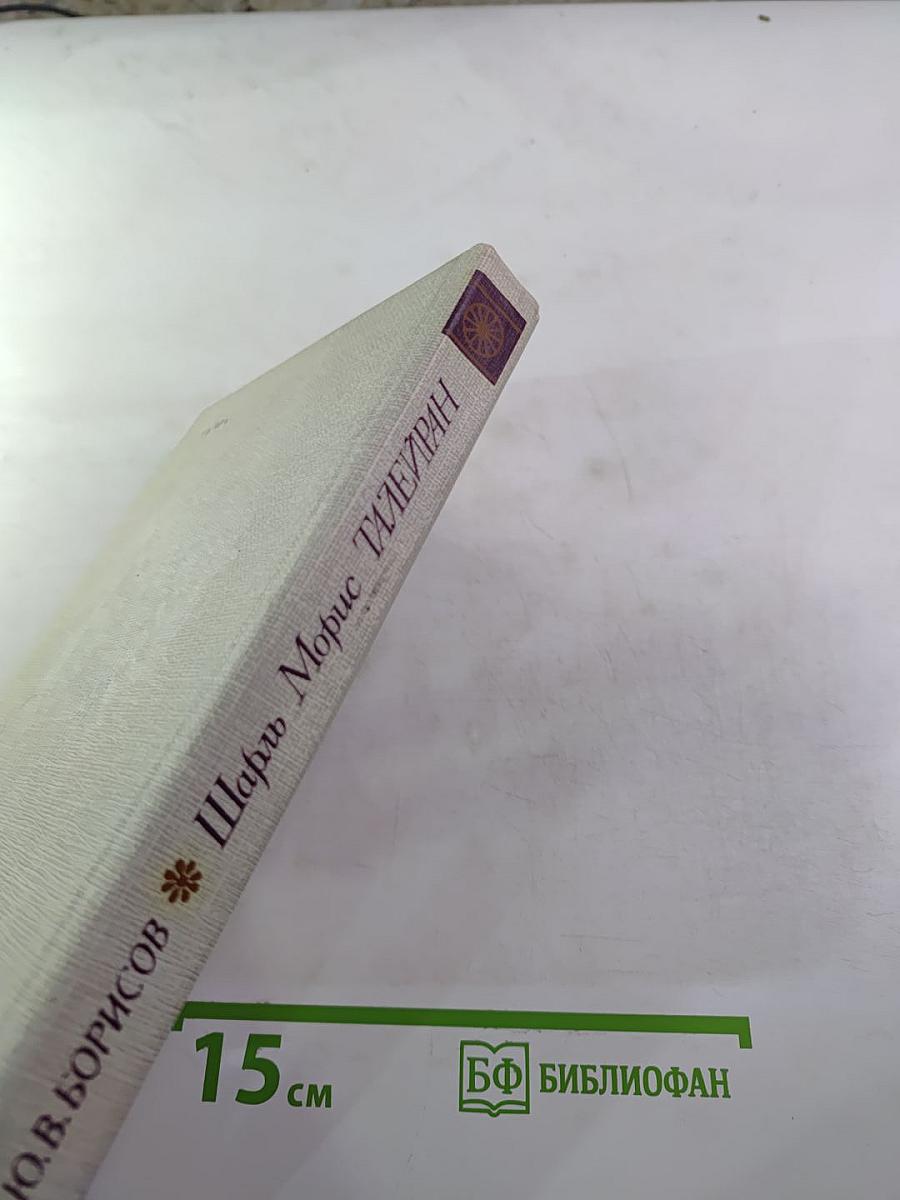 Ю.В.БОРИСОВ Шарль Морис ТАЛЕЙРАН
15 см
БФ БИБЛИОФАН